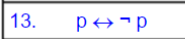 13. p ↔ ¬ p